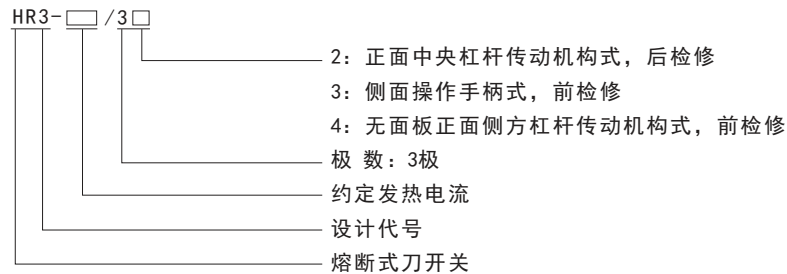 HR3-□/3□
2: 正面中央杠杆传动机构式, 后检修
3: 侧面操作手柄式, 前检修
4: 无面板正面侧方杠杆传动机构式, 前检修
极 数: 3极
约定发热电流
设计代号
熔断式刀开关